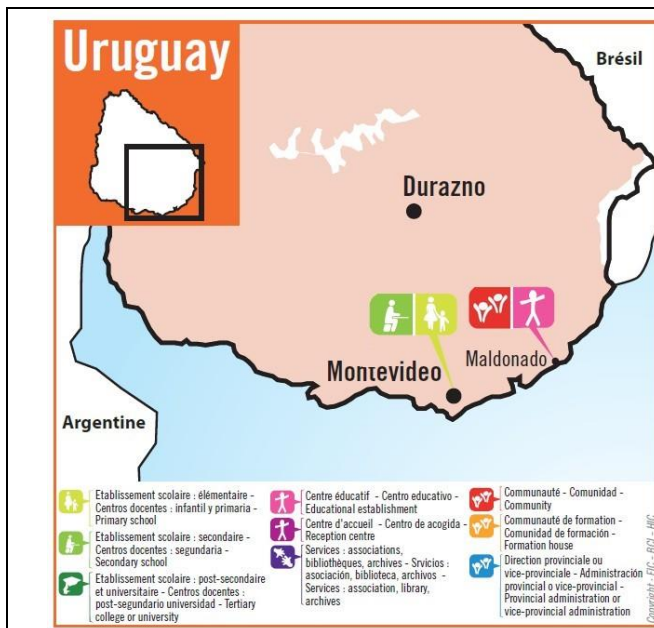 Uruguay
Brésil
Durazno
Maldonado
Montevideo
Argentine
Etablissement scolaire : élémentaire -
Centros docentes : infantil y primaria -
Primary school
Etablissement scolaire : secondaire -
Centros docentes : segundaria -
Secondary school
Etablissement scolaire : post-secondaire
et universitaire - Centros docentes :
post-segundario universidad - Tertiary
college or university
Centre éducatif - Centro educativo -
Educational establishment
Centre d'accueil - Centro de acogida -
Reception centre
Services : associations,
bibliothèques, archives - Srvicios :
asociación, biblioteca, archivos -
Services : association, library,
archives
Communauté - Comunidad -
Community
Communauté de formation -
Comunidad de formación -
Formation house
Direction provinciale ou
vice-provinciale - Administración
provincial o vice-provincial -
Provincial administration or
vice-provincial administration
Copyright - FIC - BCI - HIC